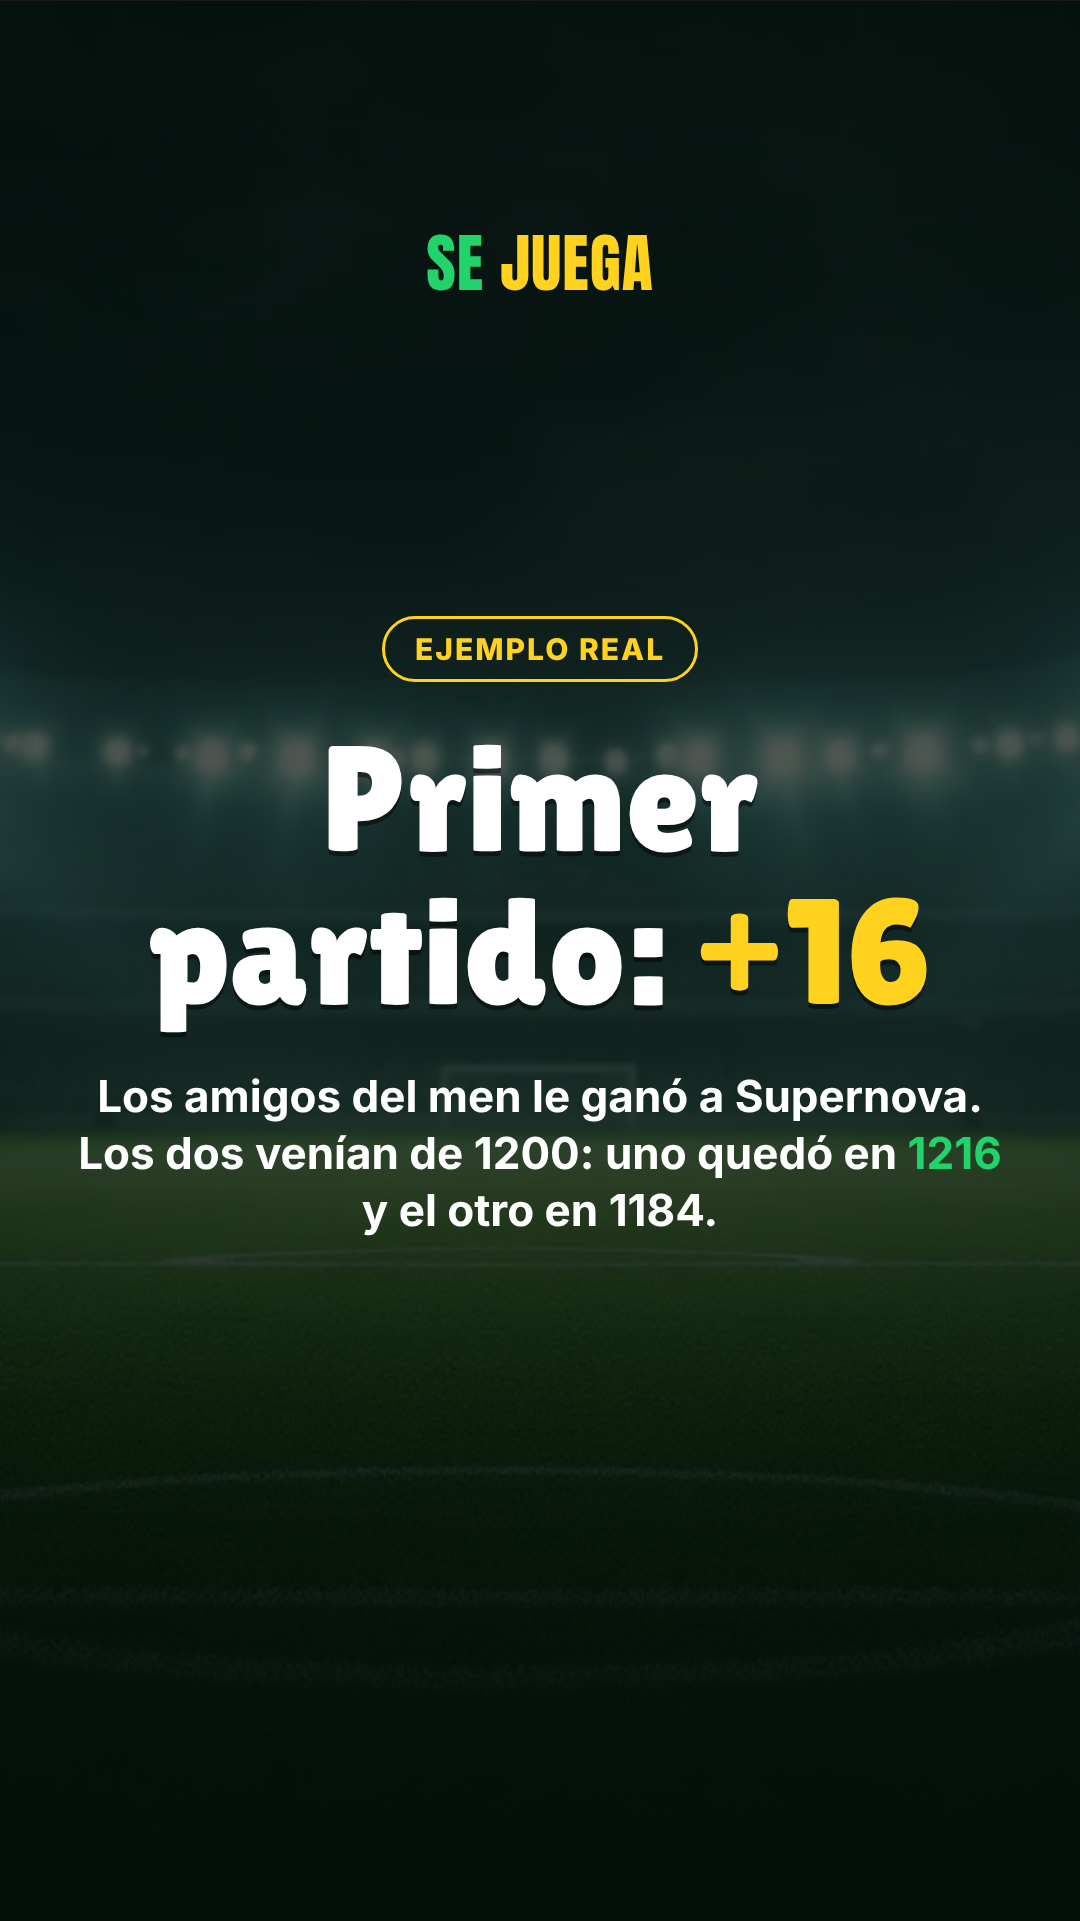 SE JUEGA
EJEMPLO REAL
Primer
partido: +16
Los amigos del men le ganó a Supernova.
Los dos venían de 1200: uno quedó en 1216
y el otro en 1184.